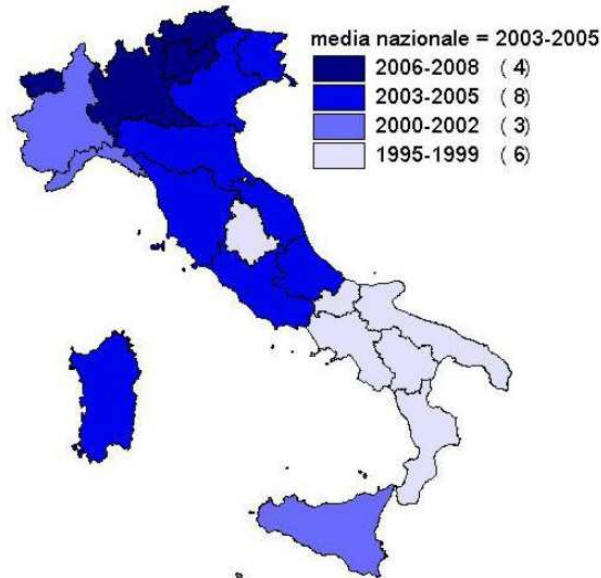 media nazionale = 2003-2005
2006-2008 ( 4)
2003-2005 ( 8)
2000-2002 ( 3)
1995-1999 ( 6)